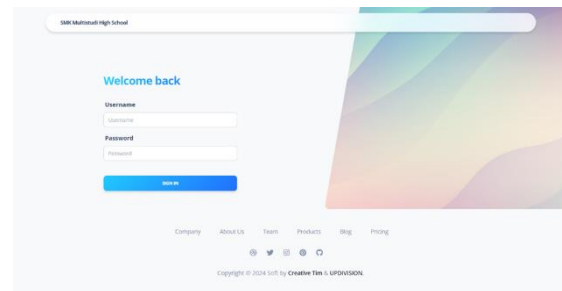 SMK Multistudi High School
Welcome back
Username
Username
Password
Password
SIGN IN
Company About Us Team Products Blog Pricing
Copyright © 2024 Soft by Creative Tim & UPDIVISION.